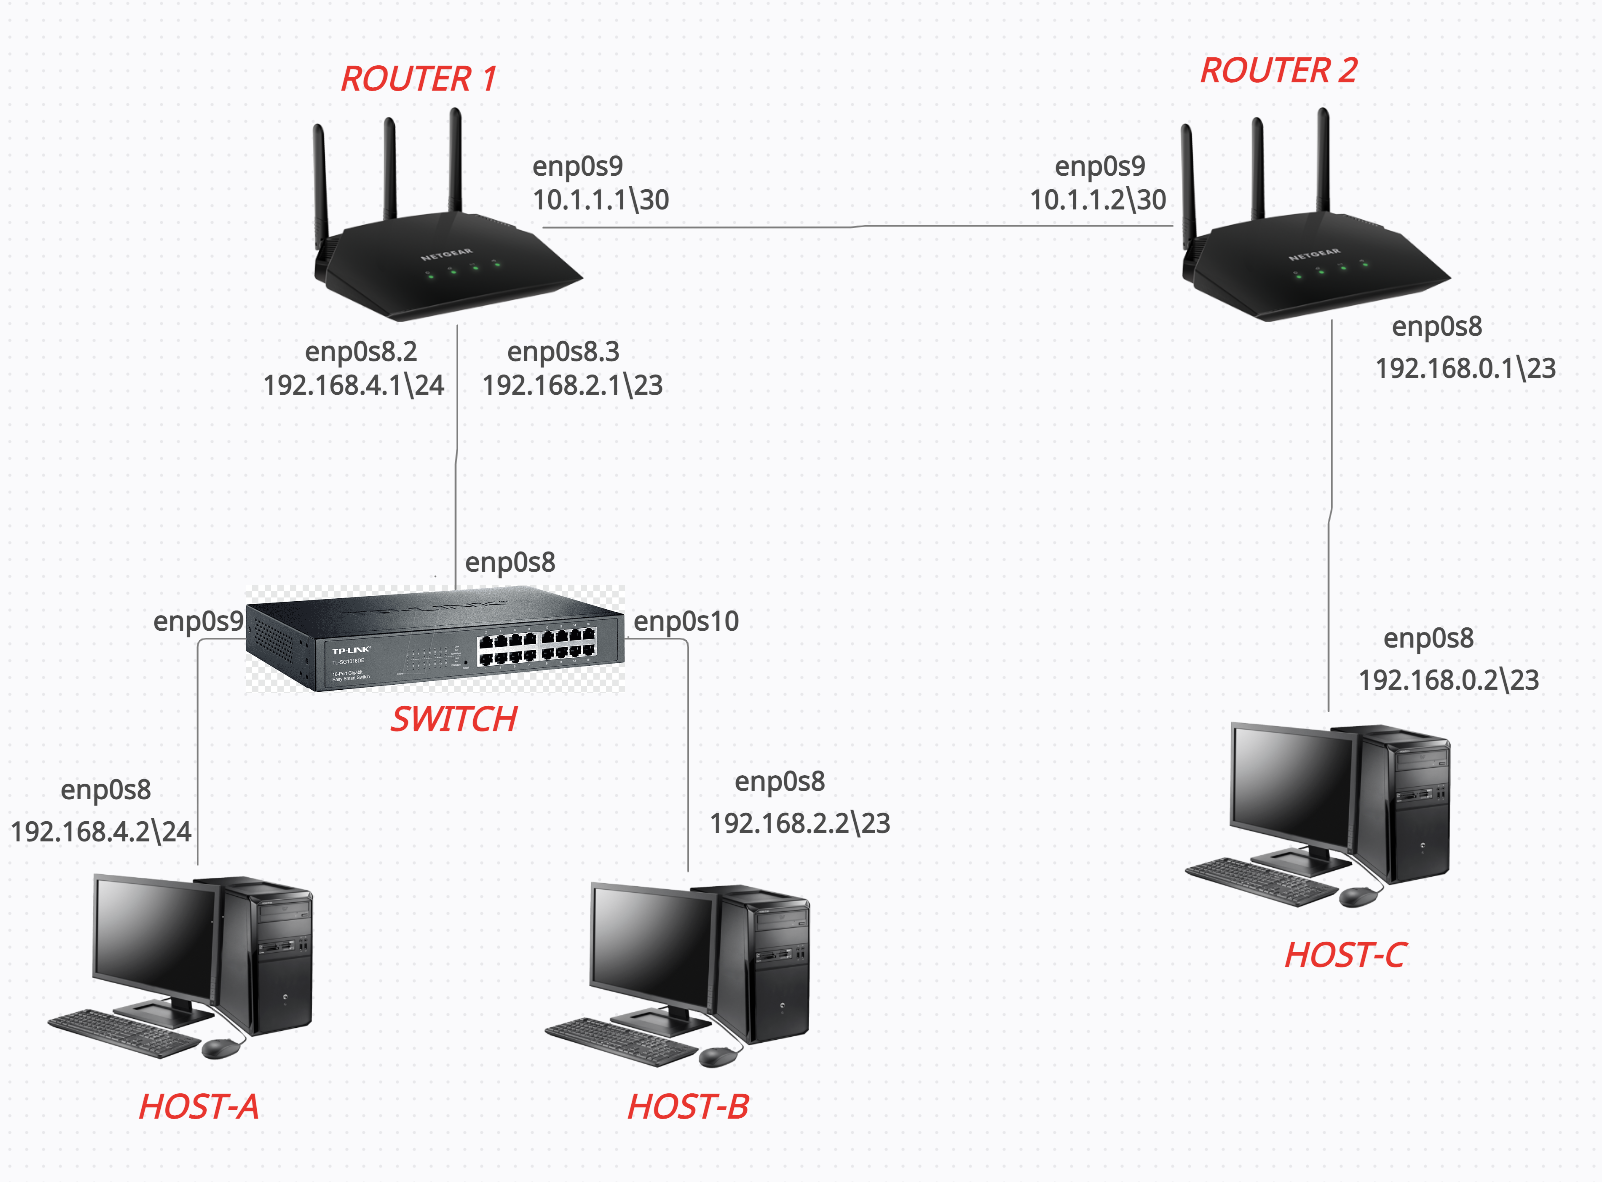 ROUTER 1
ROUTER 2
enp0s9
10.1.1.1\30
enp0s9
10.1.1.2\30
NETGEAR
NETGEAR
enp0s8.2
192.168.4.1\24
enp0s8.3
192.168.2.1\23
enp0s8
192.168.0.1\23
enp0s8
enp0s9
enp0s10
TP-LINK
SWITCH
enp0s8
192.168.0.2\23
enp0s8
192.168.4.2\24
enp0s8
192.168.2.2\23
HOST-C
HOST-A
HOST-B